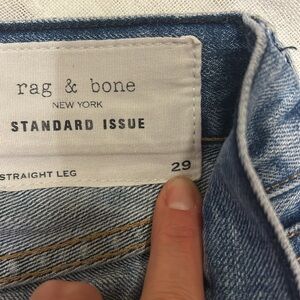 rag & bone
NEW YORK
STANDARD ISSUE
STRAIGHT LEG 29